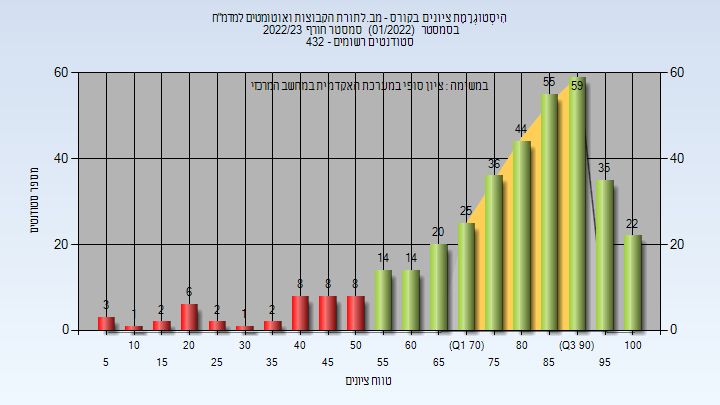 היסטוגרמת ציונים בקורס - מב.לתורת הקבוצות ואוטומטים למדמ"ח
בסמסטר (01/2022) סמסטר חורף 2022/23
סטודנטים רשומים - 432
במשימה : ציון סופי במערכת האקדמית במחשב המרכזי
מספר סטודנטים
60 60
40 40
20 20
0 0
3 1 2 6 2 1 2 8 8 8 14 14 20 25 36 44 55 59 35 22
10 20 30 40 50 60 (Q1 70) 80 (Q3 90) 100
5 15 25 35 45 55 65 75 85 95
טווח ציונים